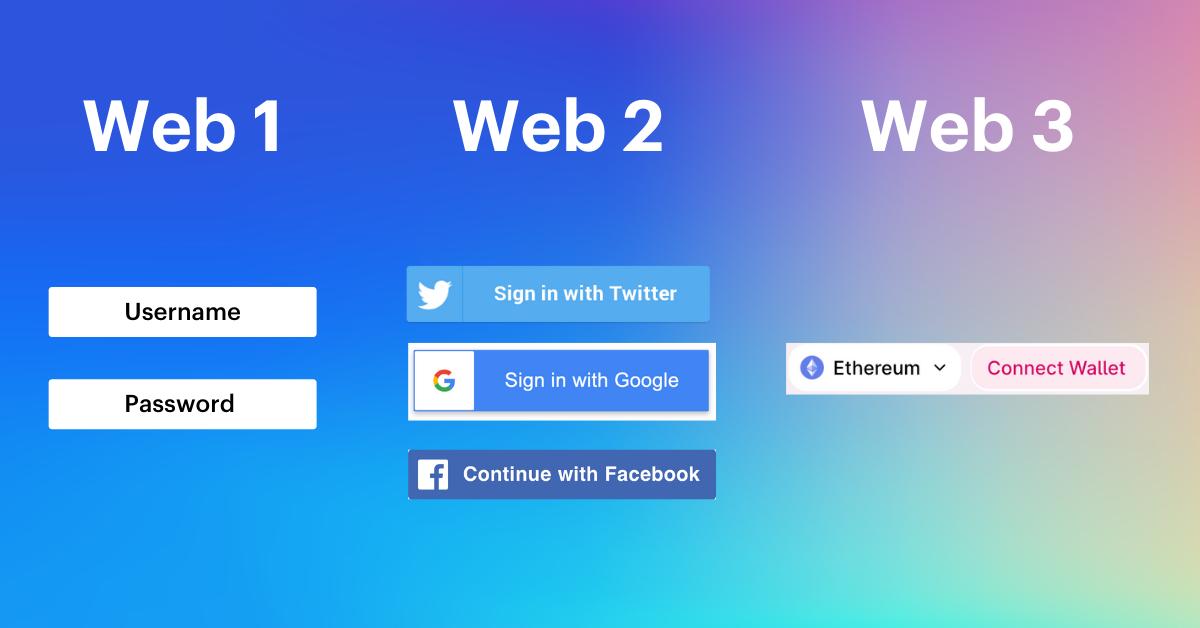 Web 1
Username
Password
Web 2
Sign in with Twitter
Sign in with Google
Continue with Facebook
Web 3
Ethereum
Connect Wallet